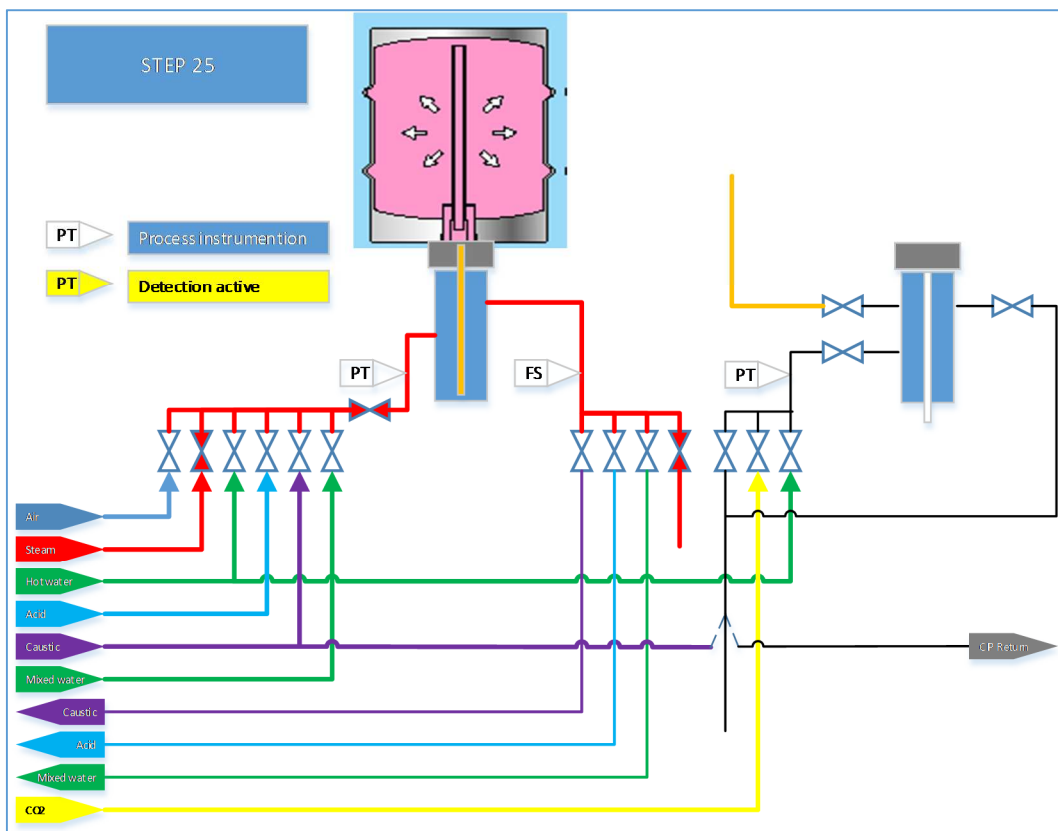 STEP 25
PT
Process instrumention
PT
Detection active
PT
FS
PT
Air
Steam
Hot water
Acid
Caustic
Mixed water
CIP Return
Caustic
Acid
Mixed water
CO2